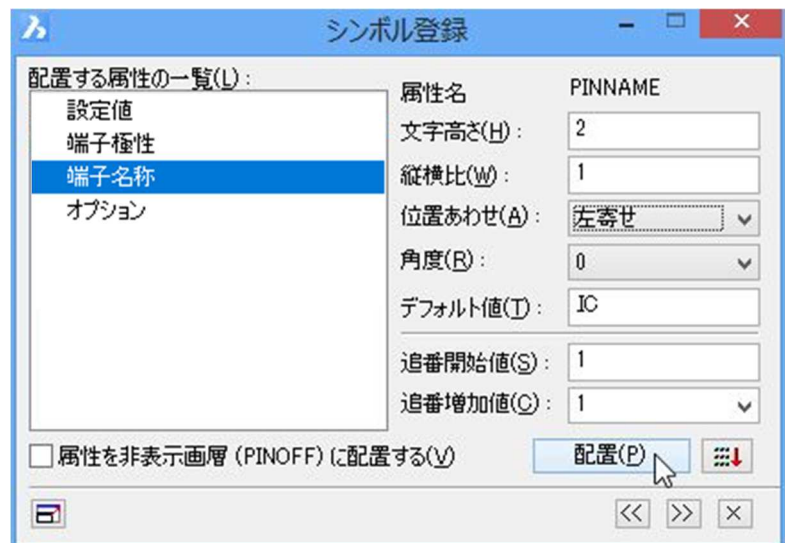 シンボル登録
配置する属性の一覧(L):
設定値
端子極性
端子名称
オプション
属性名 PINNAME
文字高さ(H): 2
縦横比(W): 1
位置あわせ(A): 左寄せ
角度(R): 0
デフォルト値(T): IC
追番開始値(S): 1
追番増加値(C): 1
属性を非表示画層 (PINOFF) に配置する(V)
配置(P)
<< >> ×